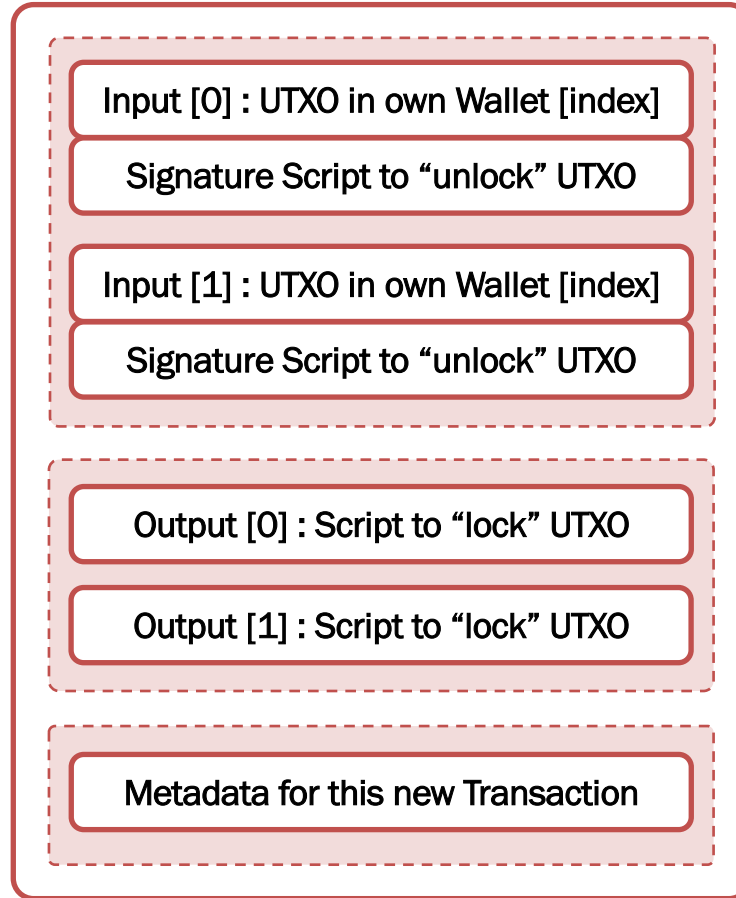 Input [0] : UTXO in own Wallet [index]
Signature Script to “unlock” UTXO
Input [1] : UTXO in own Wallet [index]
Signature Script to “unlock” UTXO
Output [0] : Script to “lock” UTXO
Output [1] : Script to “lock” UTXO
Metadata for this new Transaction